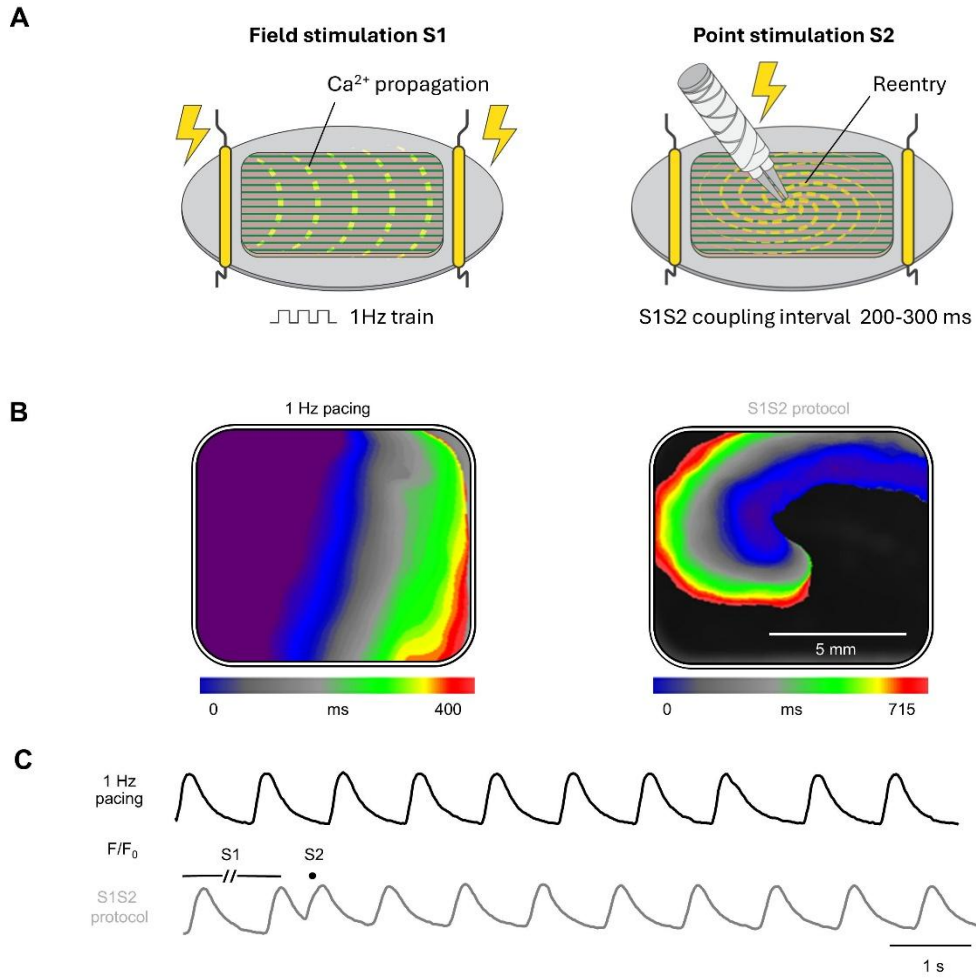 A
Field stimulation S1
Point stimulation S2
Ca²⁺ propagation
Reentry
1Hz train
S1S2 coupling interval 200-300 ms
B
1 Hz pacing
S1S2 protocol
5 mm
0 ms 400
0 ms 715
C
1 Hz
pacing
F/F₀
S1
S2
S1S2
protocol
1 s